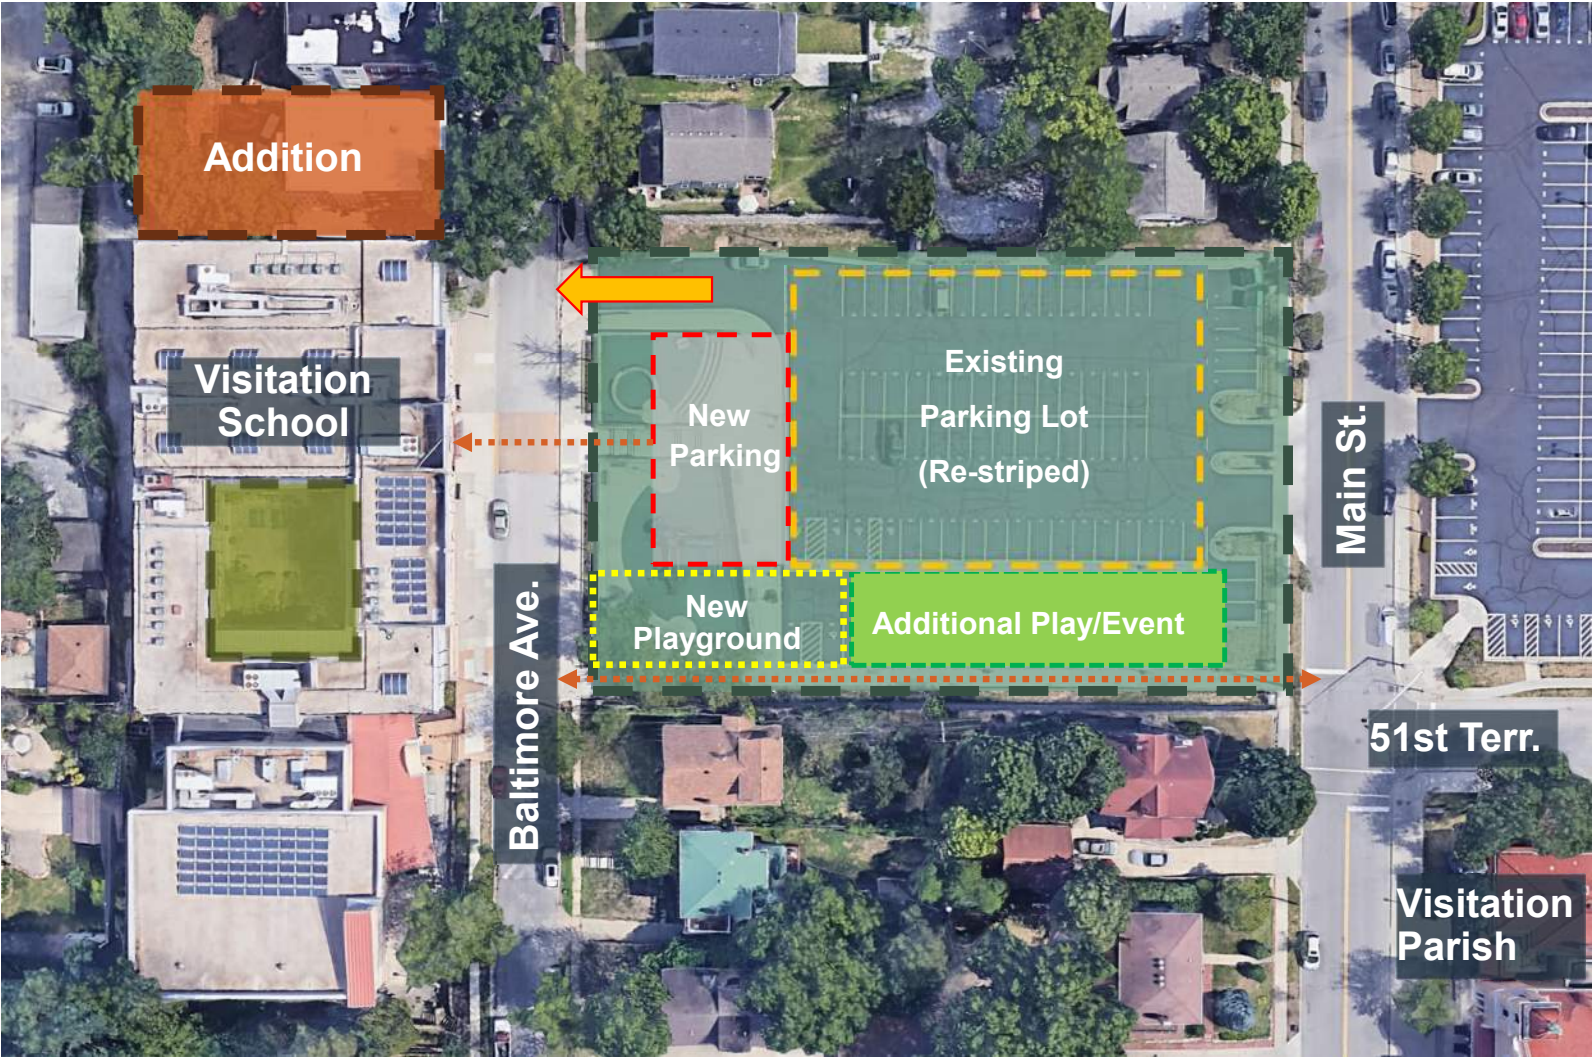 Addition
Visitation
School
New
Parking
Existing
Parking Lot
(Re-striped)
Main St.
Baltimore Ave.
New
Playground
Additional Play/Event
51st Terr.
Visitation
Parish